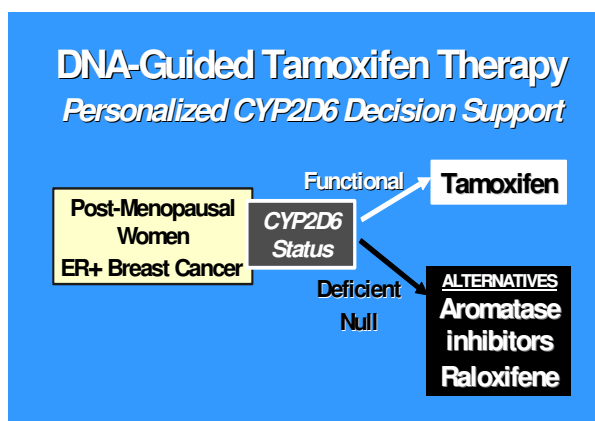 DNA-Guided Tamoxifen Therapy
Personalized CYP2D6 Decision Support
Post-Menopausal
Women
ER+ Breast Cancer
CYP2D6
Status
Functional
Tamoxifen
Deficient
Null
ALTERNATIVES
Aromatase
inhibitors
Raloxifene